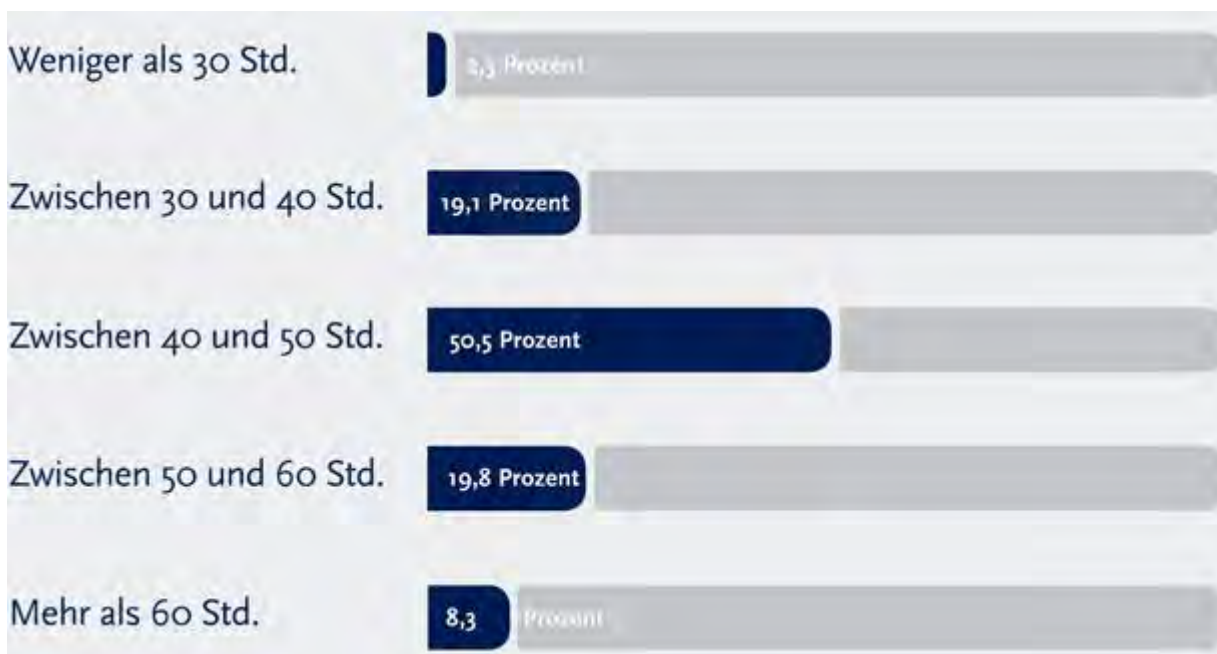 Weniger als 30 Std.
2,3 Prozent
Zwischen 30 und 40 Std.
19,1 Prozent
Zwischen 40 und 50 Std.
50,5 Prozent
Zwischen 50 und 60 Std.
19,8 Prozent
Mehr als 60 Std.
8,3 Prozent